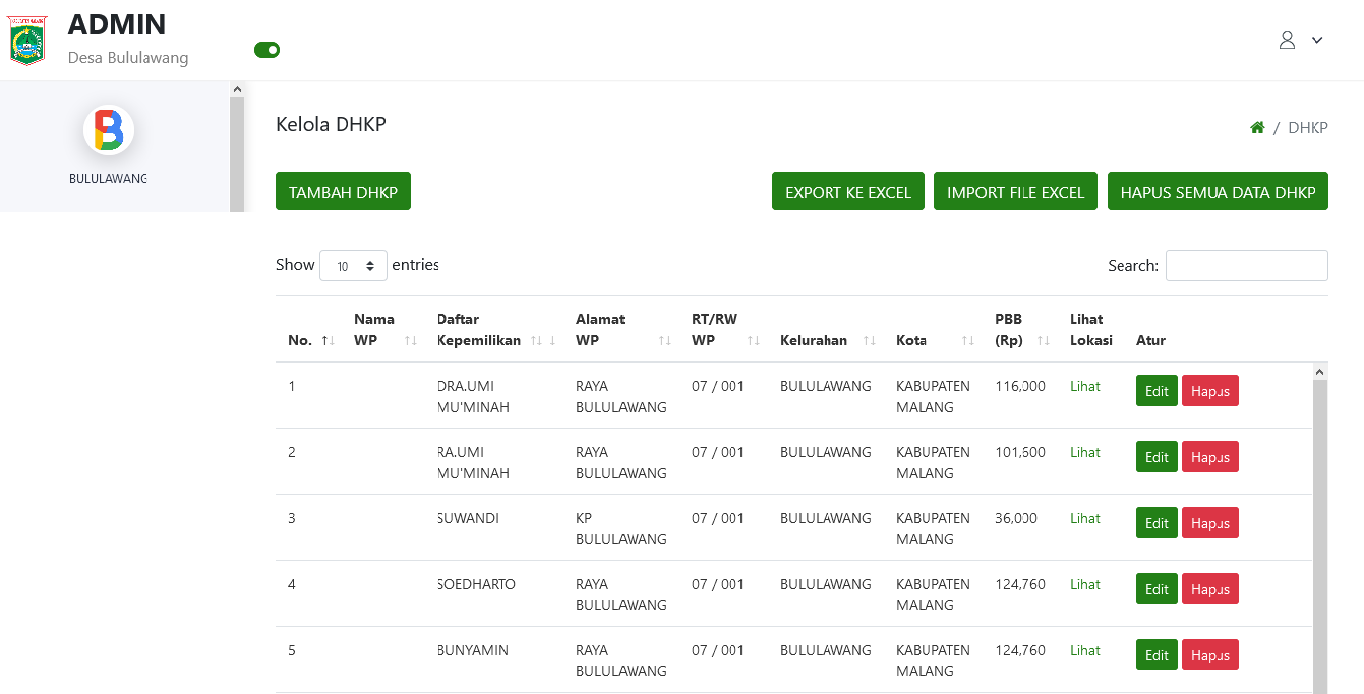 ADMIN
Desa Bululawang
BULULAWANG
Kelola DHKP
/ DHKP
TAMBAH DHKP
EXPORT KE EXCEL
IMPORT FILE EXCEL
HAPUS SEMUA DATA DHKP
Show 10 entries
Search:
No. Nama WP Daftar Kepemilikan Alamat WP RT/RW WP Kelurahan Kota PBB (Rp) Lihat Lokasi Atur
1 DRA.UMI MU'MINAH RAYA BULULAWANG 07 / 001 BULULAWANG KABUPATEN MALANG 116,000 Lihat Edit Hapus
2 RA.UMI MU'MINAH RAYA BULULAWANG 07 / 001 BULULAWANG KABUPATEN MALANG 101,600 Lihat Edit Hapus
3 SUWANDI KP BULULAWANG 07 / 001 BULULAWANG KABUPATEN MALANG 36,000 Lihat Edit Hapus
4 SOEDHARTO RAYA BULULAWANG 07 / 001 BULULAWANG KABUPATEN MALANG 124,760 Lihat Edit Hapus
5 BUNYAMIN RAYA BULULAWANG 07 / 001 BULULAWANG KABUPATEN MALANG 124,760 Lihat Edit Hapus